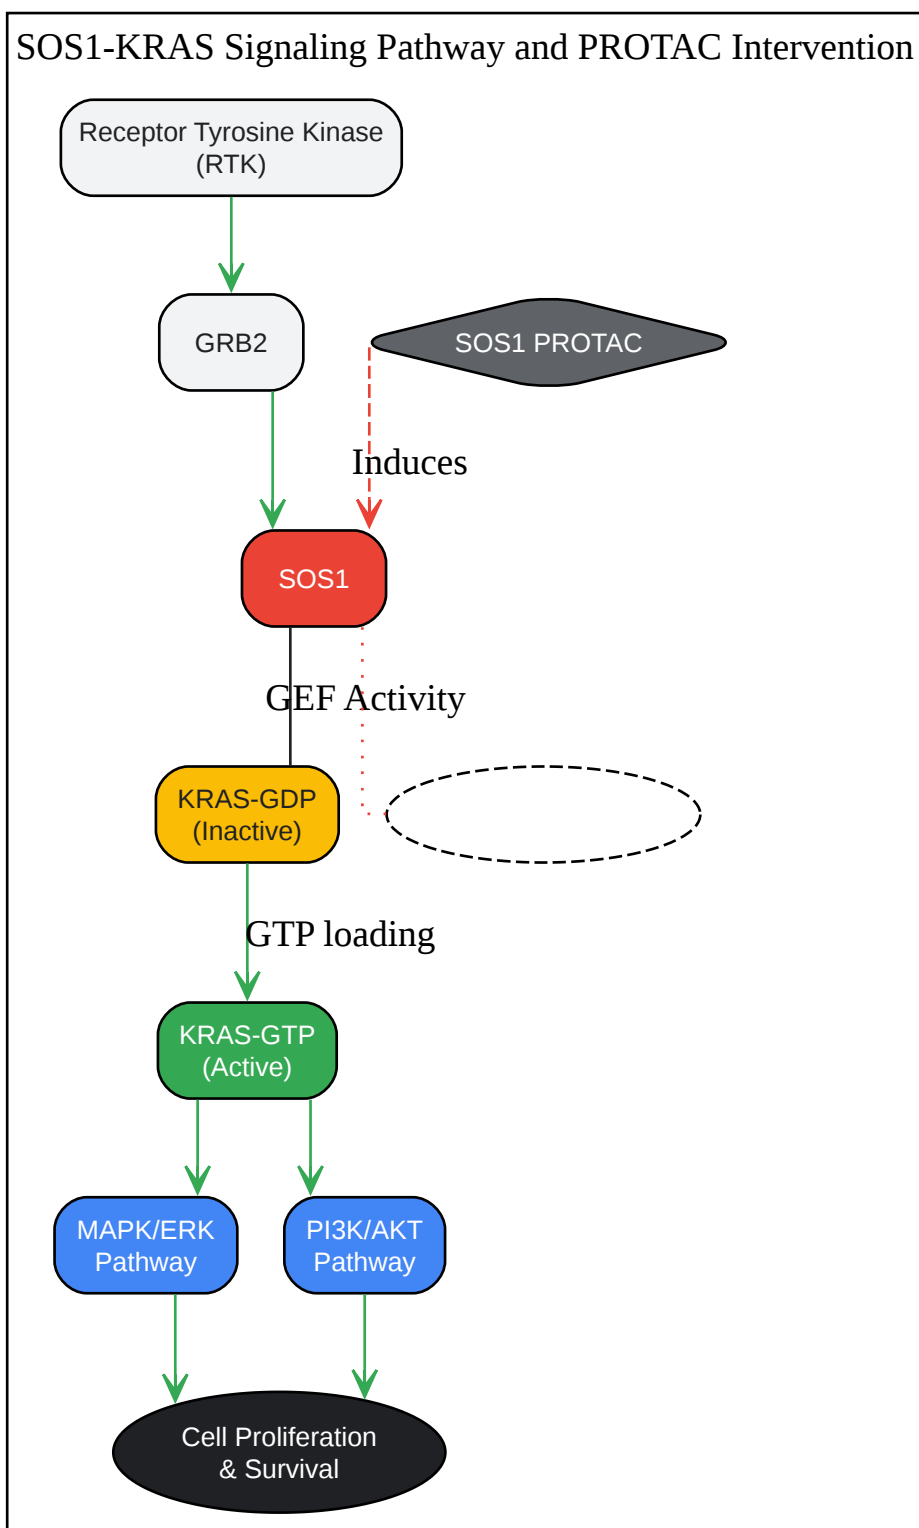 SOS1-KRAS Signaling Pathway and PROTAC Intervention
Receptor Tyrosine Kinase
(RTK)
GRB2
SOS1 PROTAC
Induces
SOS1
GEF Activity
KRAS-GDP
(Inactive)
GTP loading
KRAS-GTP
(Active)
MAPK/ERK
Pathway
PI3K/AKT
Pathway
Cell Proliferation
& Survival